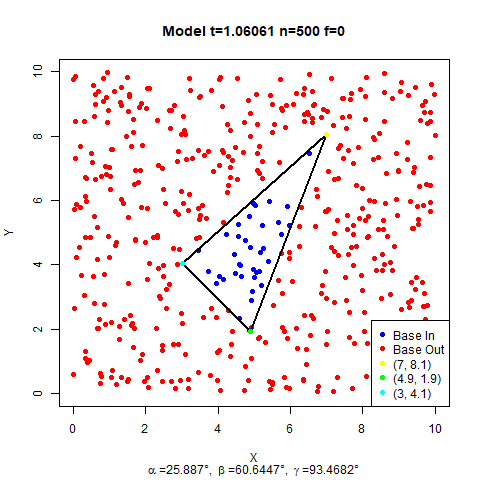 Model t=1.06061 n=500 f=0
10
8
6
4
2
0
Y
Base In
Base Out
(7, 8.1)
(4.9, 1.9)
(3, 4.1)
0 2 4 6 8 10
X
α =25.887°, β =60.6447°, γ =93.4682°